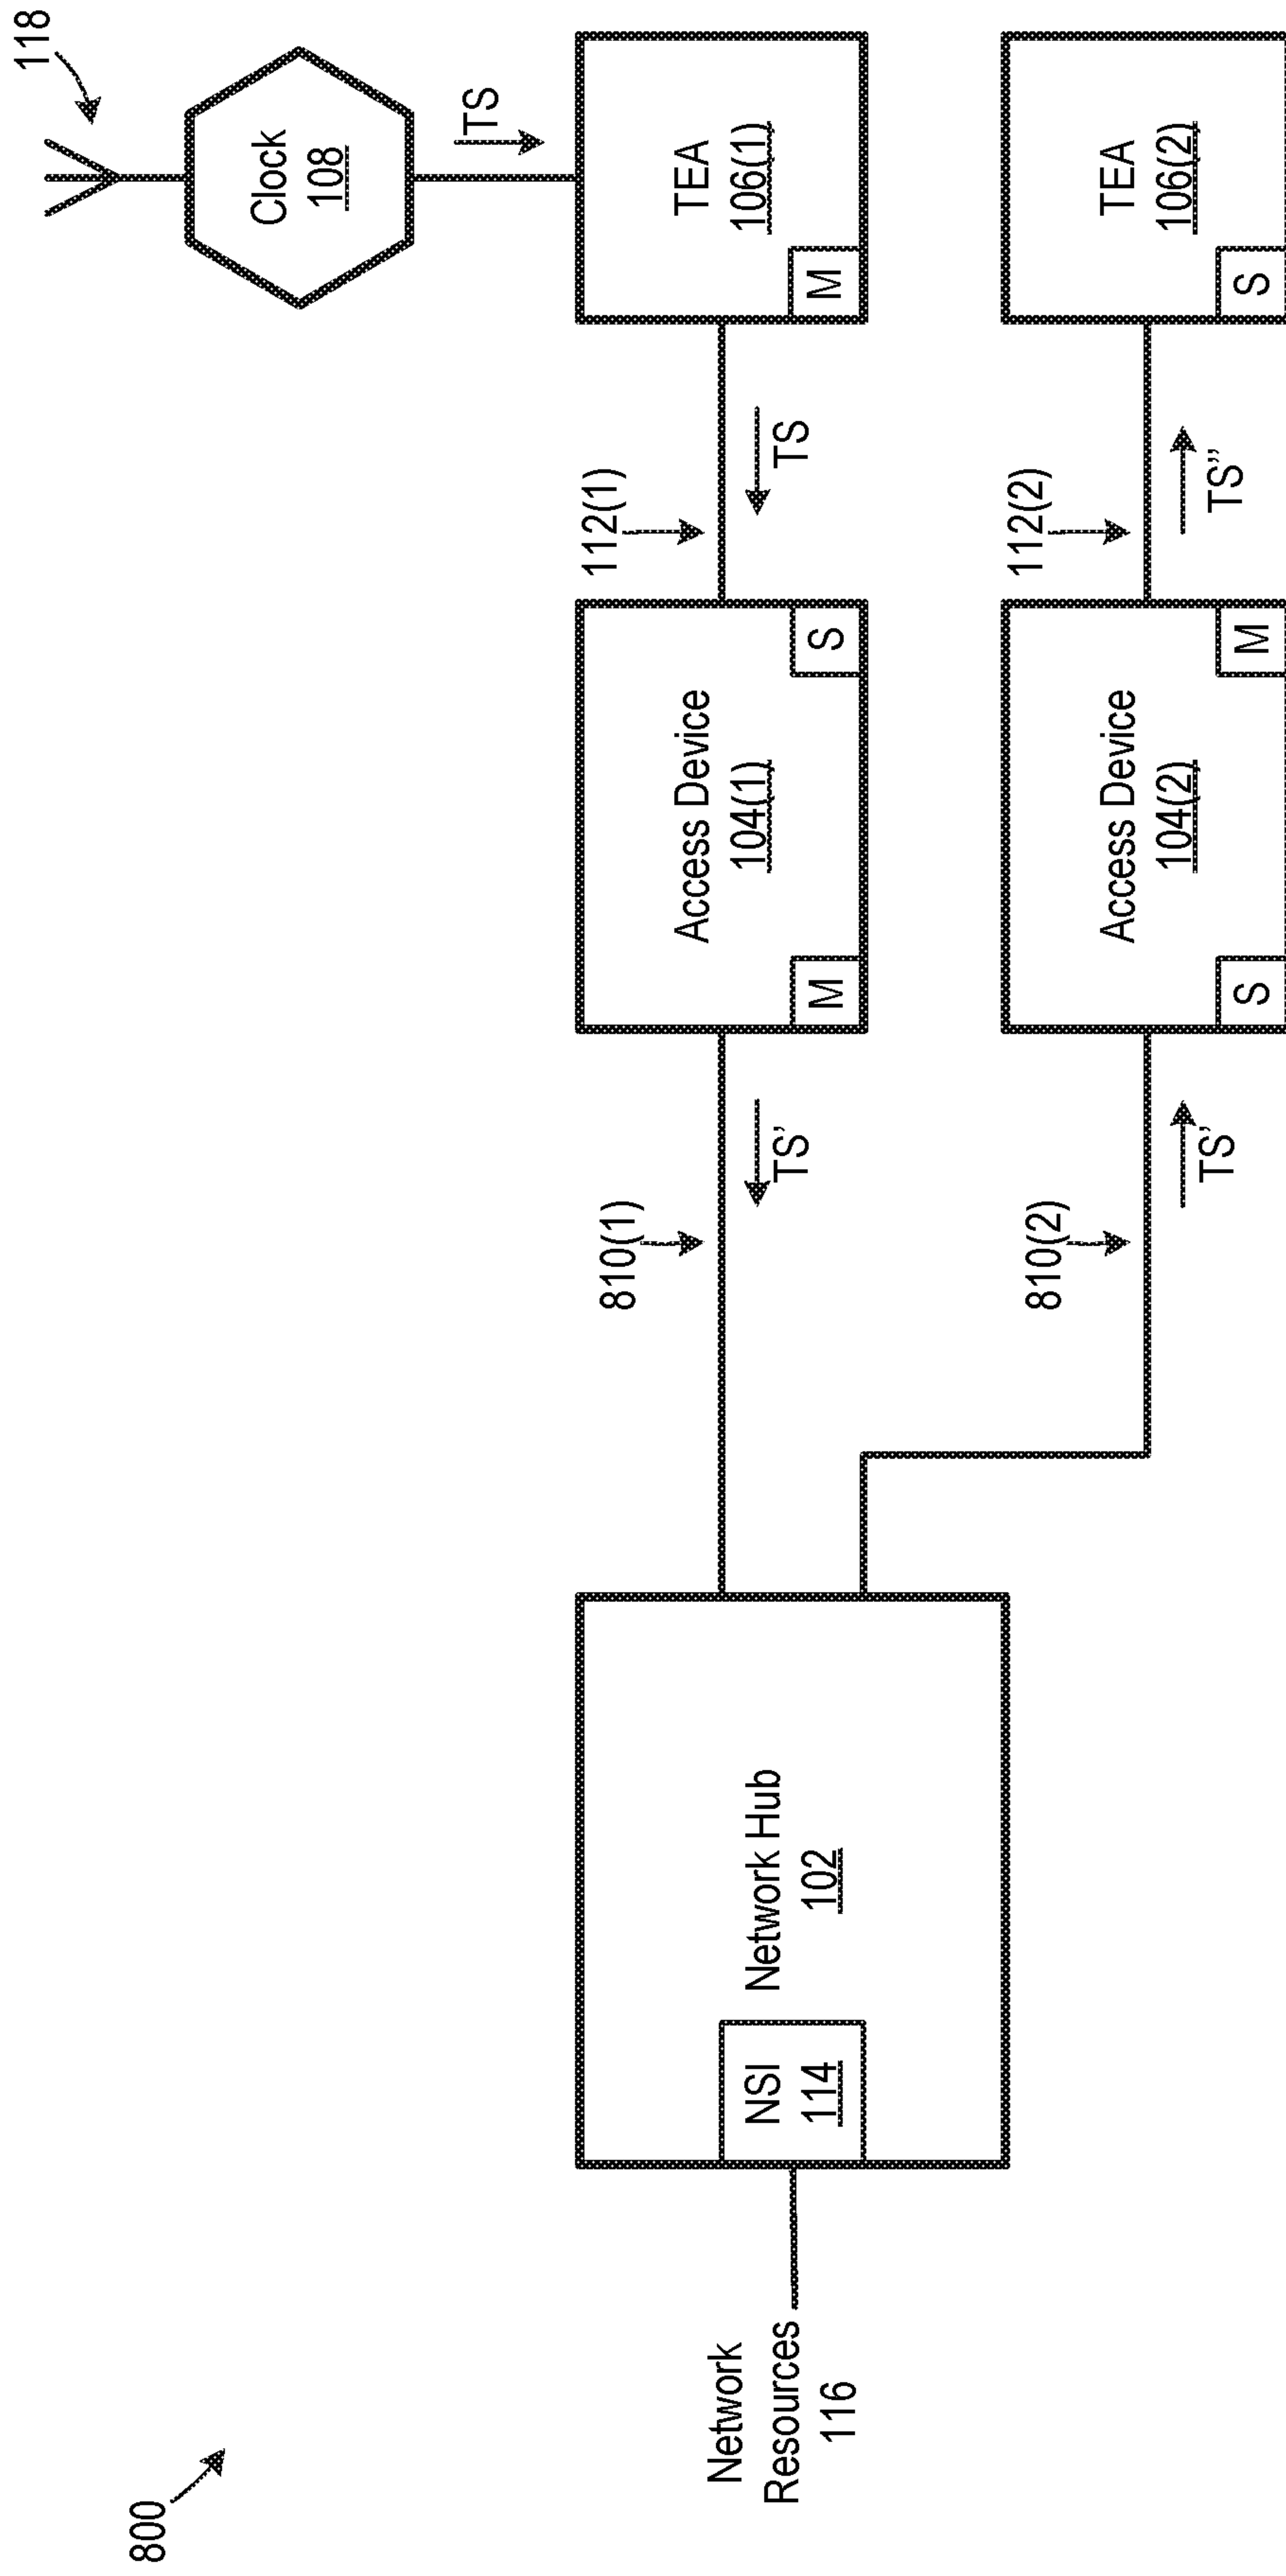 800
118
Clock
108
TS
Network
Resources
116
NSI
114
Network Hub
102
810(1)
TS'
Access Device
104(1)
M
S
112(1)
TS
TEA
106(1)
M
810(2)
TS'
Access Device
104(2)
S
M
112(2)
TS"
TEA
106(2)
S